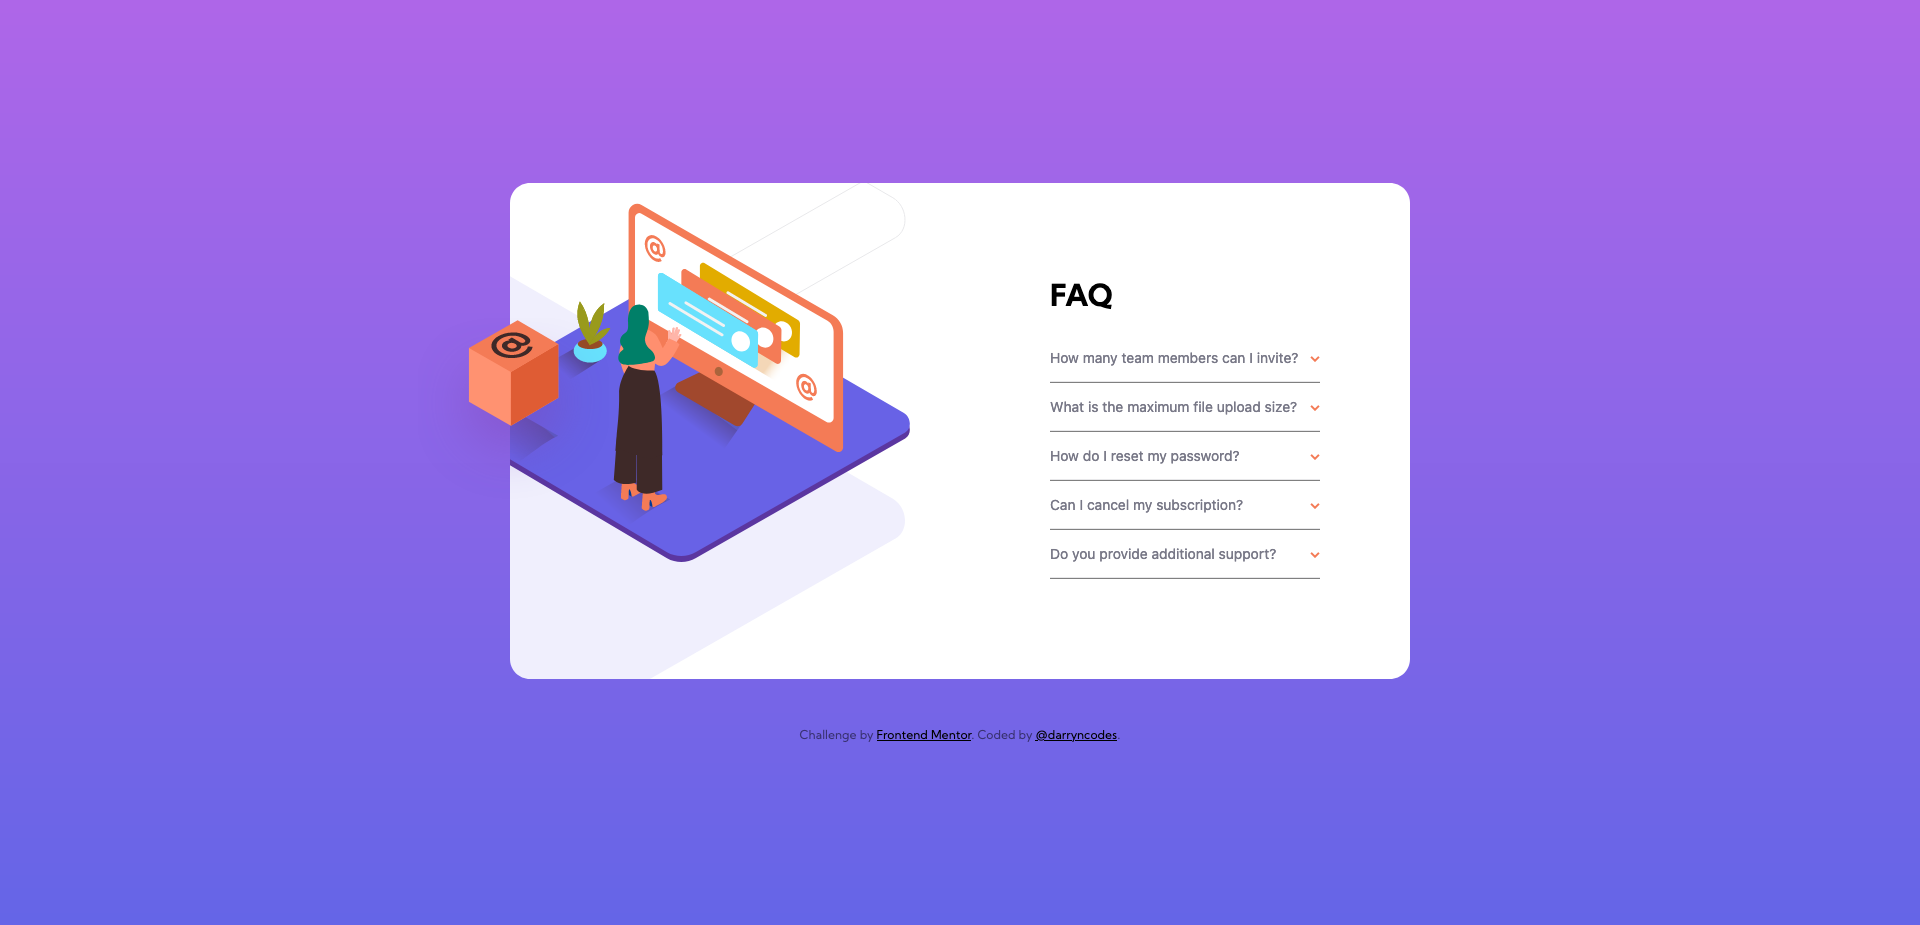 @
@
@
FAQ
How many team members can I invite?
What is the maximum file upload size?
How do I reset my password?
Can I cancel my subscription?
Do you provide additional support?
Challenge by Frontend Mentor. Coded by @darryncodes.